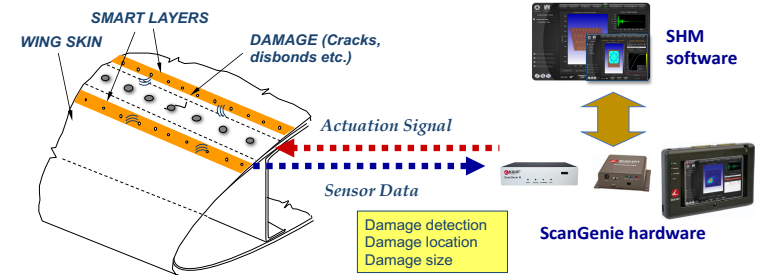 SMART LAYERS
WING SKIN
DAMAGE (Cracks,
disbonds etc.)
SHM
software
Actuation Signal
Sensor Data
Damage detection
Damage location
Damage size
ScanGenie hardware